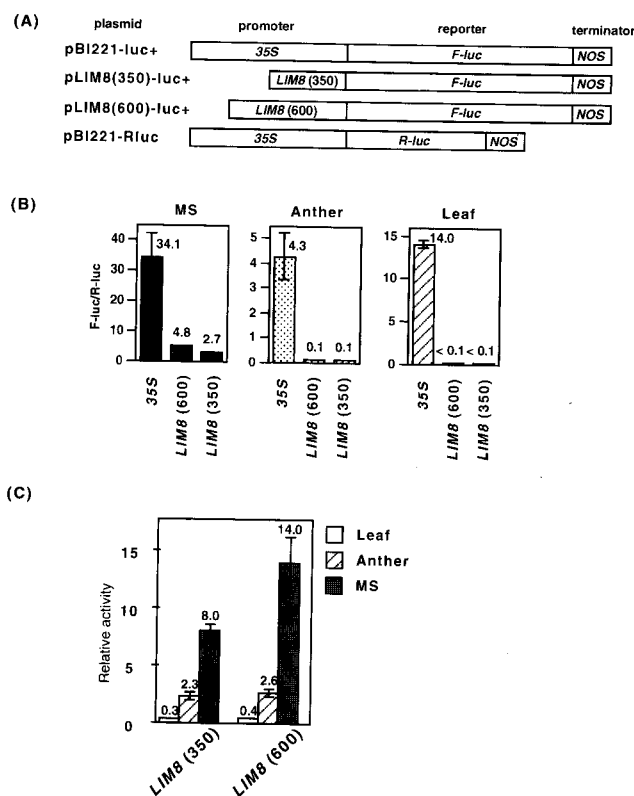 (A)
plasmid promoter reporter terminator
pBI221-luc+ 35S F-luc NOS
pLIM8(350)-luc+ LIM8 (350) F-luc NOS
pLIM8(600)-luc+ LIM8 (600) F-luc NOS
pBI221-Rluc 35S R-luc NOS
(B)
MS Anther Leaf
F-luc/R-luc
40
30
20
10
0
34.1
4.8
2.7
35S
LIM8 (600)
LIM8 (350)
5
4
3
2
1
0
4.3
0.1
0.1
35S
LIM8 (600)
LIM8 (350)
15
10
5
0
14.0
< 0.1
< 0.1
35S
LIM8 (600)
LIM8 (350)
(C)
Relative activity
15
10
5
0
0.3
2.3
8.0
0.4
2.6
14.0
LIM8 (350)
LIM8 (600)
Leaf
Anther
MS